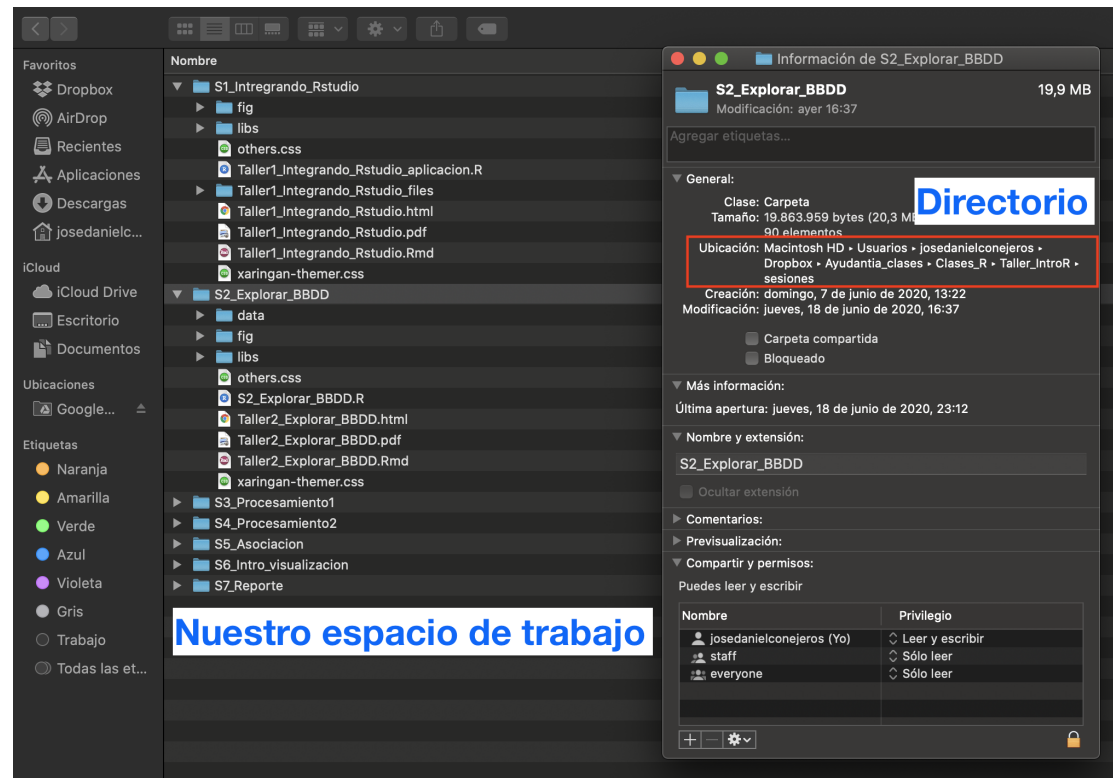 Favoritos
Dropbox
AirDrop
Recientes
Aplicaciones
Descargas
josedanielc...
iCloud
iCloud Drive
Escritorio
Documentos
Ubicaciones
Google...
Etiquetas
Naranja
Amarilla
Verde
Azul
Violeta
Gris
Trabajo
Todas las et...
Nombre
S1_Intregrando_Rstudio
fig
libs
others.css
Taller1_Integrando_Rstudio_aplicacion.R
Taller1_Integrando_Rstudio_files
Taller1_Integrando_Rstudio.html
Taller1_Integrando_Rstudio.pdf
Taller1_Integrando_Rstudio.Rmd
xaringan-themer.css
S2_Explorar_BBDD
data
fig
libs
others.css
S2_Explorar_BBDD.R
Taller2_Explorar_BBDD.html
Taller2_Explorar_BBDD.pdf
Taller2_Explorar_BBDD.Rmd
xaringan-themer.css
S3_Procesamiento1
S4_Procesamiento2
S5_Asociacion
S6_Intro_visualizacion
S7_Reporte
Nuestro espacio de trabajo
Información de S2_Explorar_BBDD
S2_Explorar_BBDD 19,9 MB
Modificación: ayer 16:37
Agregar etiquetas...
General:
Directorio
Clase: Carpeta
Tamaño: 19.863.959 bytes (20,3 M
90 elementos
Ubicación: Macintosh HD ▸ Usuarios ▸ josedanielconejeros ▸
Dropbox ▸ Ayudantia_clases ▸ Clases_R ▸ Taller_IntroR ▸
sesiones
Creación: domingo, 7 de junio de 2020, 13:22
Modificación: jueves, 18 de junio de 2020, 16:37
Carpeta compartida
Bloqueado
Más información:
Última apertura: jueves, 18 de junio de 2020, 23:12
Nombre y extensión:
S2_Explorar_BBDD
Ocultar extensión
Comentarios:
Previsualización:
Compartir y permisos:
Puedes leer y escribir
Nombre Privilegio
josedanielconejeros (Yo) Leer y escribir
staff Sólo leer
everyone Sólo leer